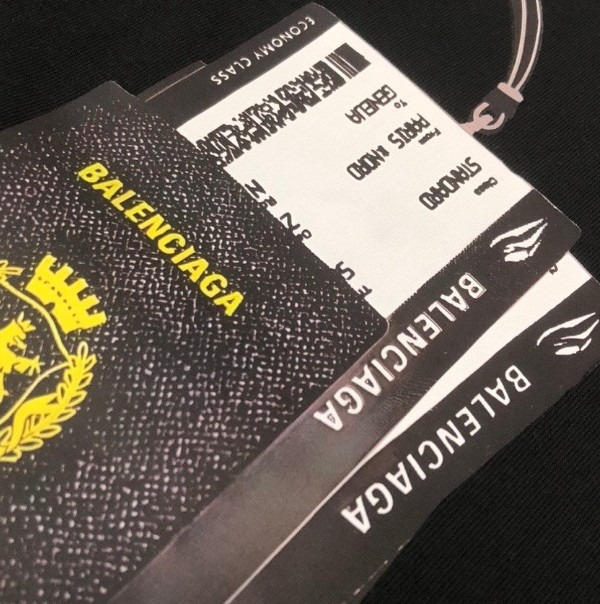 ECONOMY CLASS
To
GENEVA
From
PARIS NORD
Class
STANDARD
BALENCIAGA
BALENCIAGA
BALENCIAGA